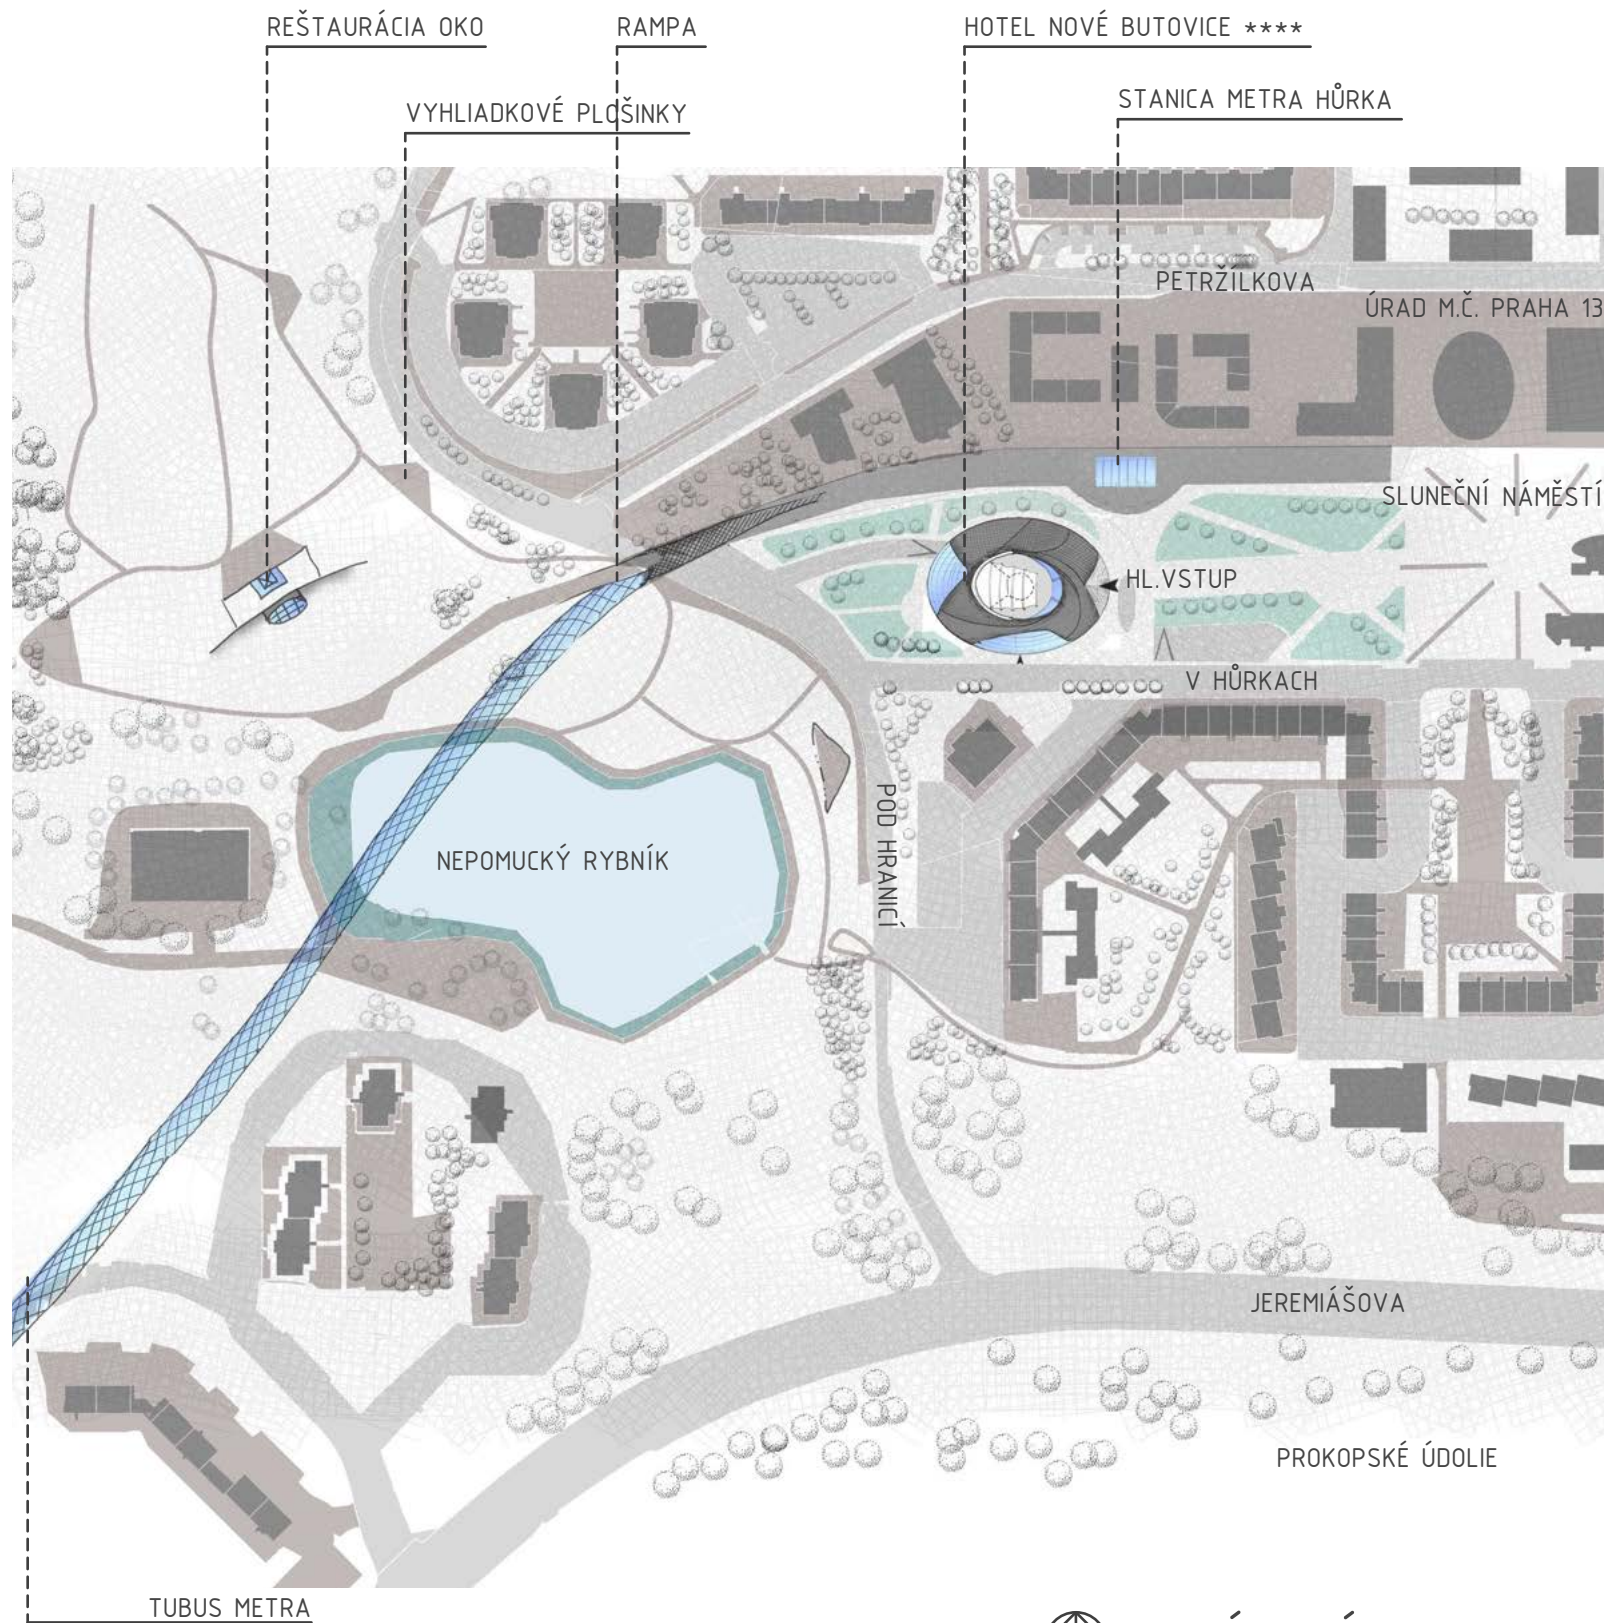 REŠTAURÁCIA OKO
RAMPA
HOTEL NOVÉ BUTOVICE ****
VYHLIADKOVÉ PLOŠINKY
STANICA METRA HŮRKA
PETRŽÍLKOVA
ÚRAD M.Č. PRAHA 13
SLUNEČNÍ NÁMĚSTÍ
HL.VSTUP
V HŮRKACH
POD HRANICÍ
NEPOMUCKÝ RYBNÍK
JEREMIÁŠOVA
PROKOPSKÉ ÚDOLIE
TUBUS METRA